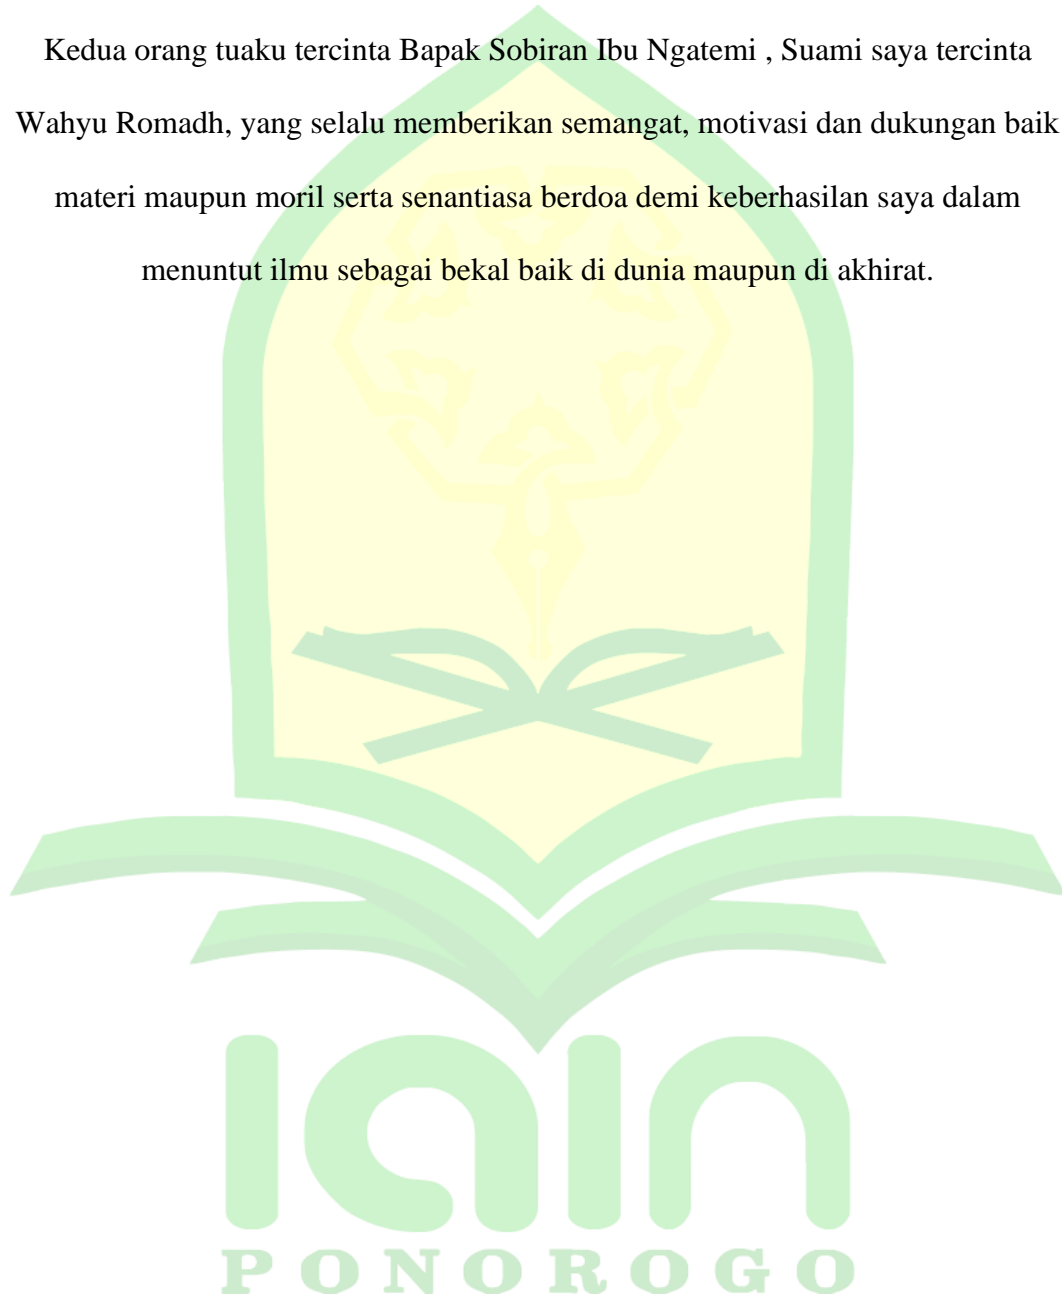 Kedua orang tuaku tercinta Bapak Sobiran Ibu Ngatemi , Suami saya tercinta
Wahyu Romadh, yang selalu memberikan semangat, motivasi dan dukungan baik
materi maupun moril serta senantiasa berdoa demi keberhasilan saya dalam
menuntut ilmu sebagai bekal baik di dunia maupun di akhirat.
IAIN
PONOROGO